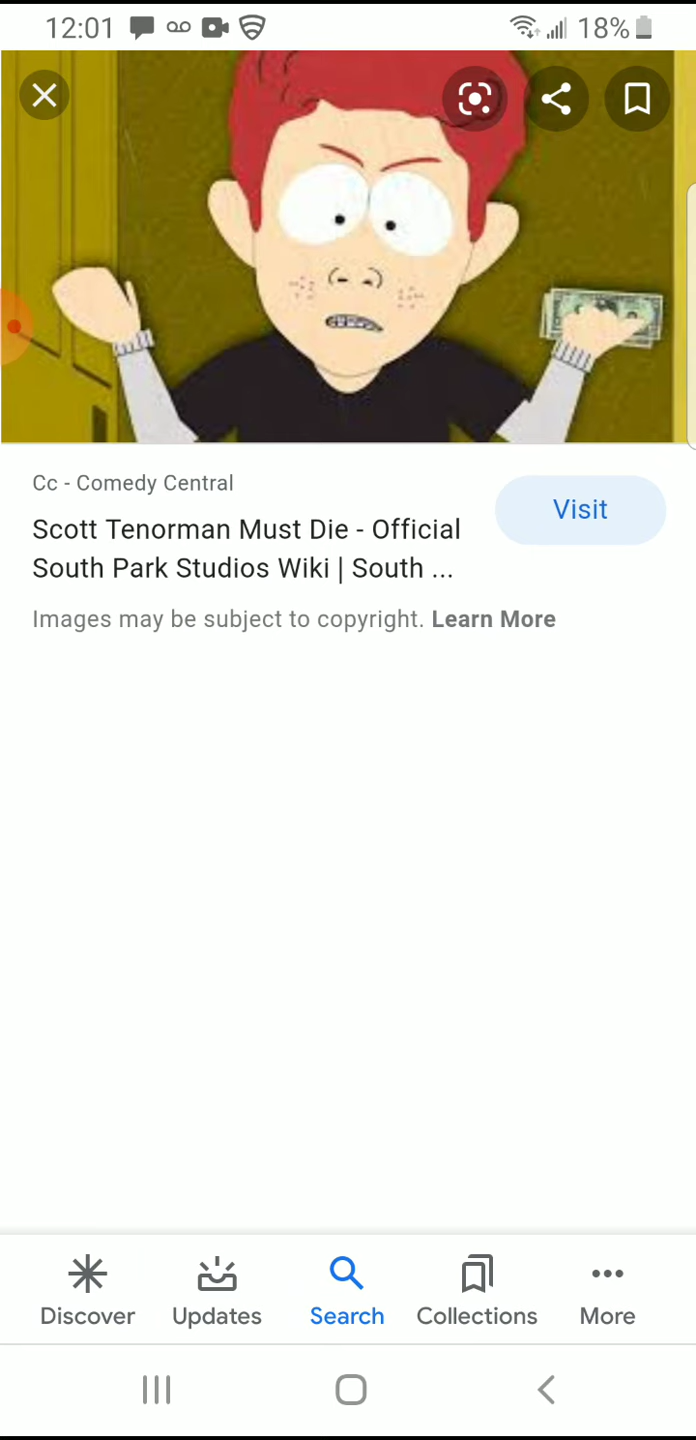 12:01 18%
Cc - Comedy Central
Visit
Scott Tenorman Must Die - Official
South Park Studios Wiki | South ...
Images may be subject to copyright. Learn More
Discover Updates Search Collections More